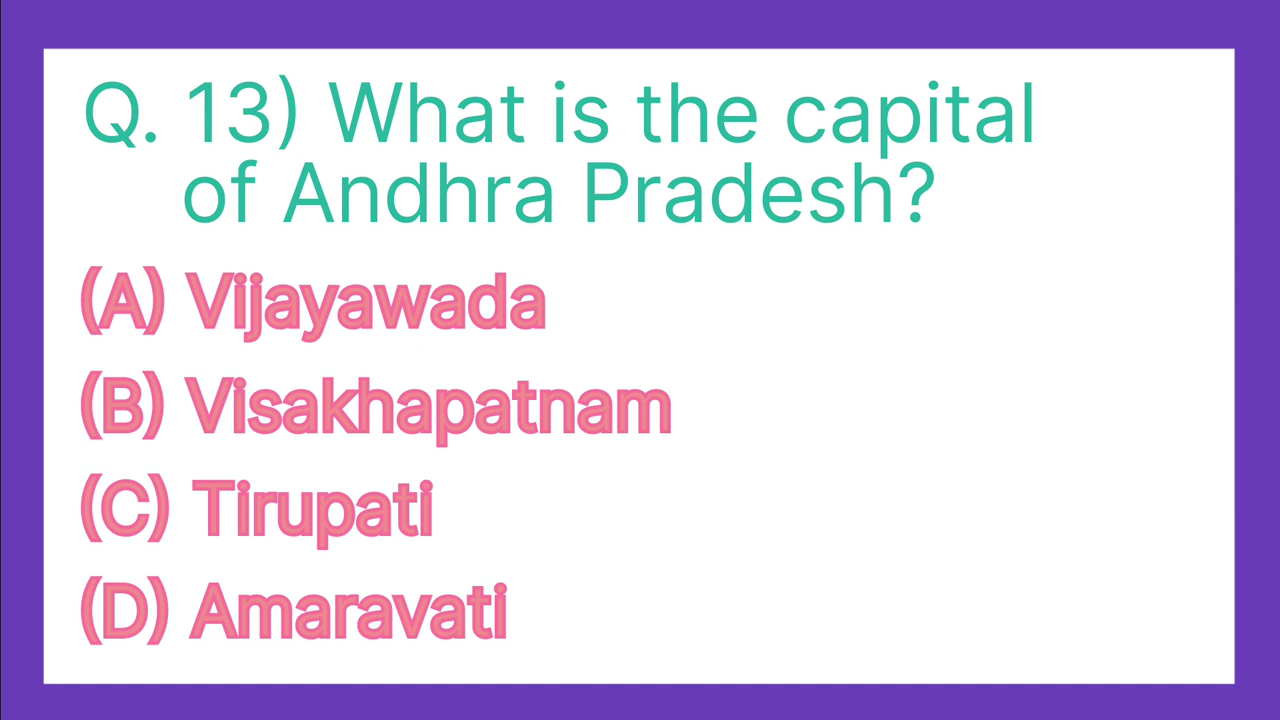 Q. 13) What is the capital
of Andhra Pradesh?
(A) Vijayawada
(B) Visakhapatnam
(C) Tirupati
(D) Amaravati